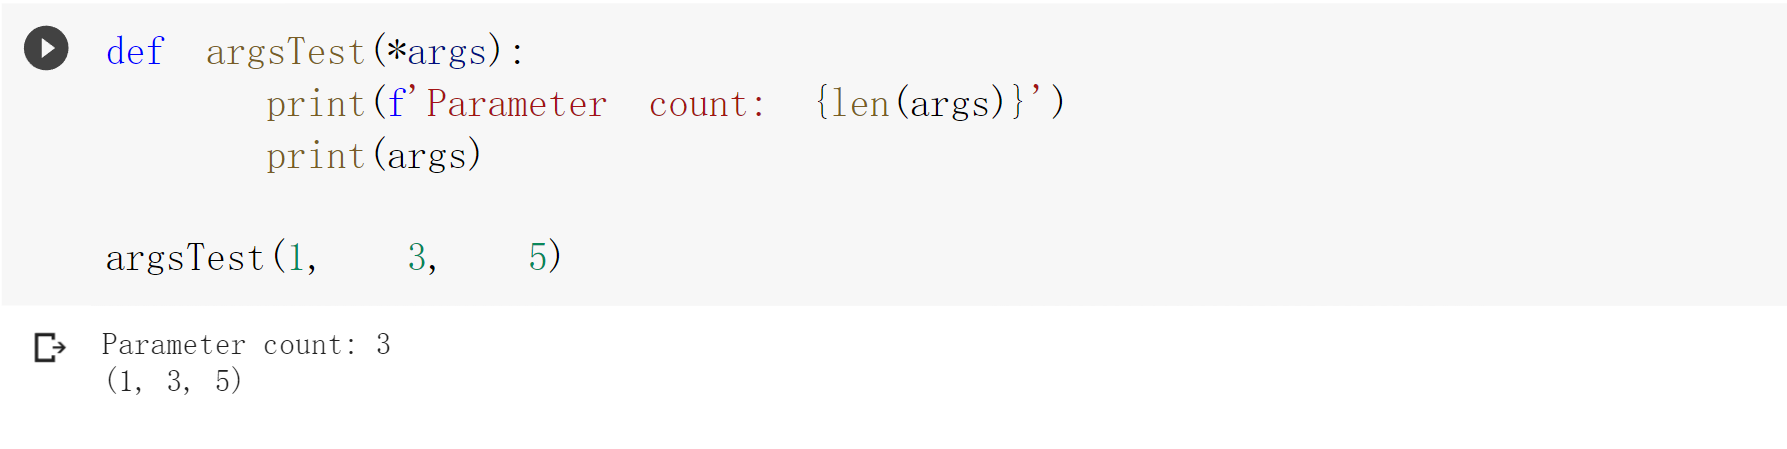 def argsTest(*args):
    print(f'Parameter count: {len(args)}')
    print(args)
argsTest(1, 3, 5)
Parameter count: 3
(1, 3, 5)